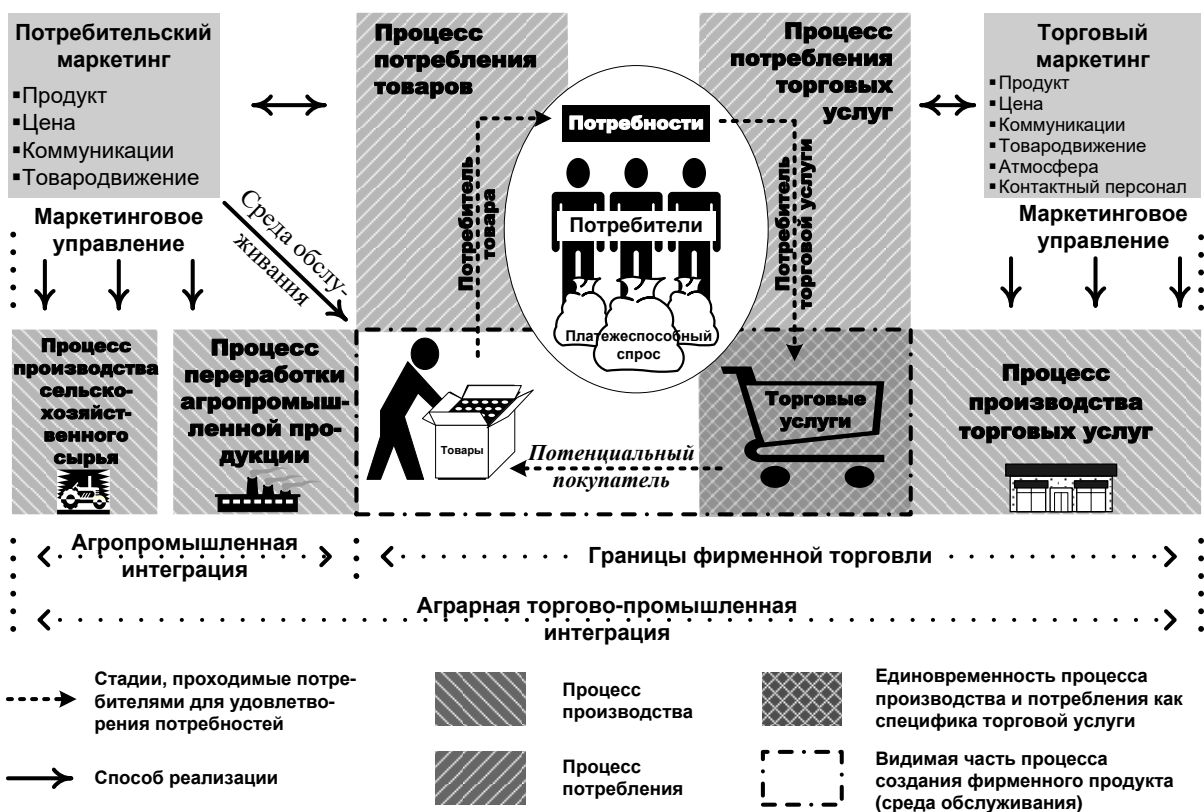 Потребительский
маркетинг
▪Продукт
▪Цена
▪Коммуникации
▪Товародвижение
Процесс
потребления
товаров
Процесс
потребления
торговых
услуг
Торговый
маркетинг
▪Продукт
▪Цена
▪Коммуникации
▪Товародвижение
▪Атмосфера
▪Контактный персонал
Потребности
Потребители
Платежеспособный
спрос
Потребитель
товара
Потребитель
торговой услуги
Маркетинговое
управление
Среда обслу-
живания
Маркетинговое
управление
Процесс
производства
сельско-
хозяйст-
венного
сырья
Процесс
переработки
агропромыш-
ленной про-
дукции
Товары
Потенциальный
покупатель
Торговые
услуги
Процесс
производства
торговых услуг
Агропромышленная
интеграция
Границы фирменной торговли
Аграрная торгово-промышленная
интеграция
Стадии, проходимые потре-
бителями для удовлетво-
рения потребностей
Способ реализации
Процесс
производства
Процесс
потребления
Единовременность процесса
производства и потребления как
специфика торговой услуги
Видимая часть процесса
создания фирменного продукта
(среда обслуживания)